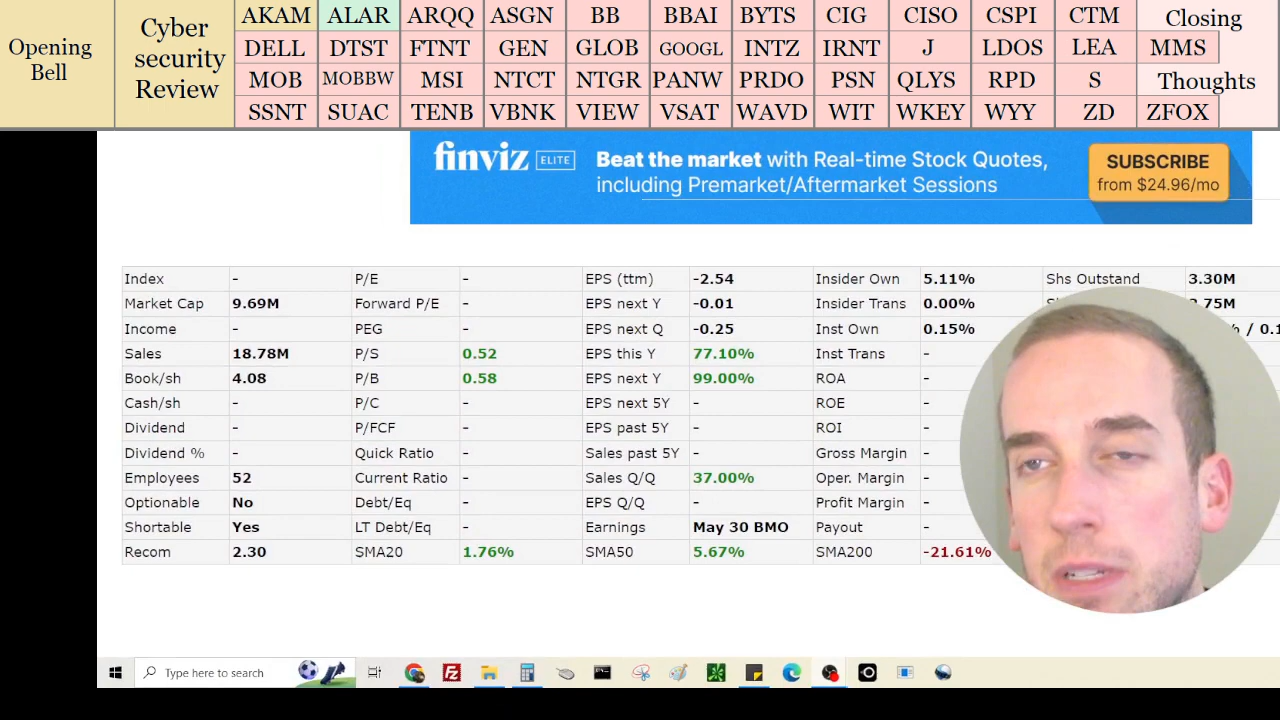 Opening
Bell
Cyber
security
Review
AKAM ALAR ARQQ ASGN BB BBAI BYTS CIG CISO CSPI CTM
DELL DTST FTNT GEN GLOB GOOGL INTZ IRNT J LDOS LEA MMS
MOB MOBBW MSI NTCT NTGR PANW PRDO PSN QLYS RPD S
SSNT SUAC TENB VBNK VIEW VSAT WAVD WIT WKEY WYY ZD ZFOX
Closing
Thoughts
finviz ELITE
Beat the market with Real-time Stock Quotes,
including Premarket/Aftermarket Sessions
SUBSCRIBE
from $24.96/mo
Index - P/E - EPS (ttm) -2.54 Insider Own 5.11% Shs Outstand 3.30M
Market Cap 9.69M Forward P/E - EPS next Y -0.01 Insider Trans 0.00%
Income - PEG - EPS next Q -0.25 Inst Own 0.15%
Sales 18.78M P/S 0.52 EPS this Y 77.10% Inst Trans -
Book/sh 4.08 P/B 0.58 EPS next Y 99.00% ROA -
Cash/sh - P/C - EPS next 5Y - ROE -
Dividend - P/FCF - EPS past 5Y - ROI -
Dividend % - Quick Ratio - Sales past 5Y - Gross Margin -
Employees 52 Current Ratio - Sales Q/Q 37.00% Oper. Margin -
Optionable No Debt/Eq - EPS Q/Q - Profit Margin -
Shortable Yes LT Debt/Eq - Earnings May 30 BMO Payout -
Recom 2.30 SMA20 1.76% SMA50 5.67% SMA200 -21.61%
Type here to search